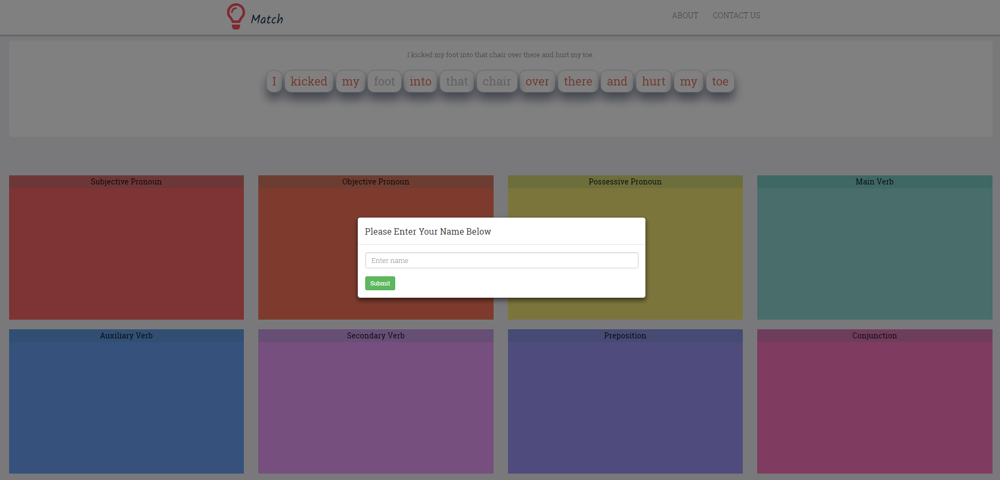 Match
ABOUT CONTACT US
I kicked my foot into that chair over there and hurt my toe.
I kicked my foot into that chair over there and hurt my toe
Subjective Pronoun Objective Pronoun Possessive Pronoun Main Verb
Please Enter Your Name Below
Enter name
Submit
Auxiliary Verb Secondary Verb Preposition Conjunction